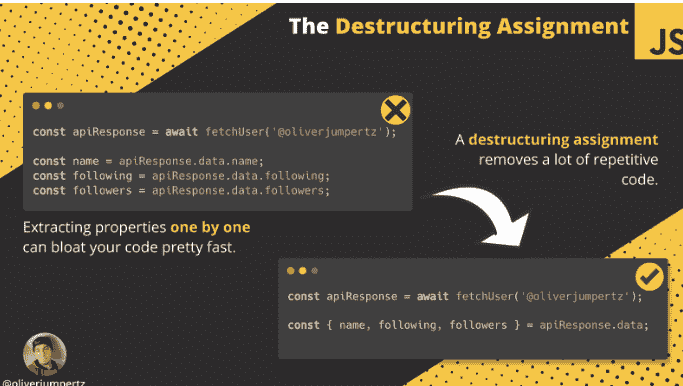 The Destructuring Assignment
JS
const apiResponse = await fetchUser('@oliverjumpertz');
const name = apiResponse.data.name;
const following = apiResponse.data.following;
const followers = apiResponse.data.followers;
Extracting properties one by one
can bloat your code pretty fast.
A destructuring assignment
removes a lot of repetitive
code.
const apiResponse = await fetchUser('@oliverjumpertz');
const { name, following, followers } = apiResponse.data;
@oliverjumpertz